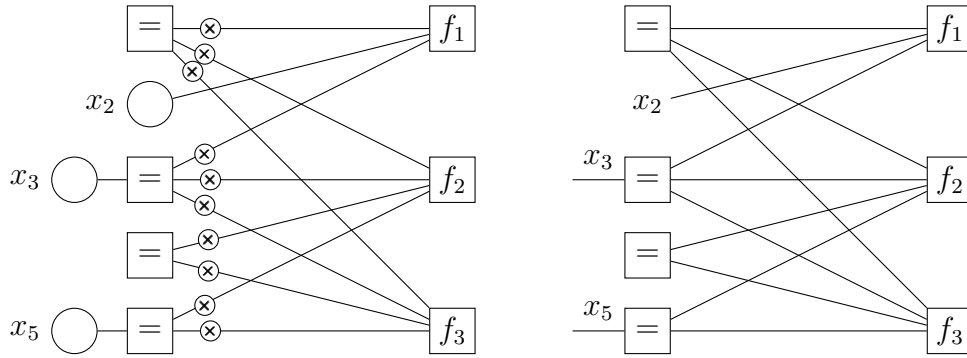 = f₁ = f₁
x₂ x₂
x₃ = f₂ x₃ = f₂
= =
x₅ = f₃ x₅ = f₃